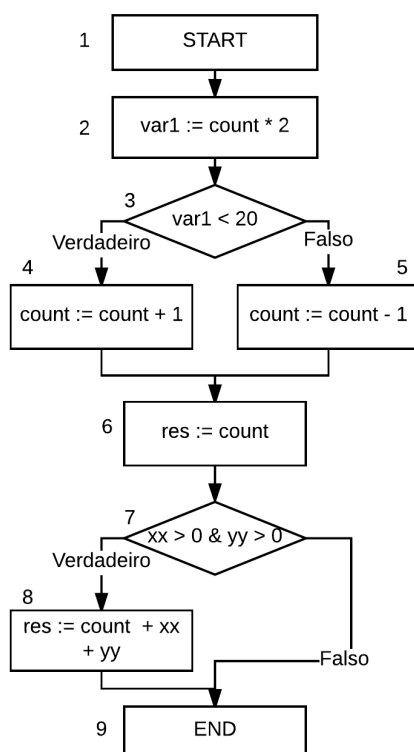 1
START
2
var1 := count * 2
3
var1 < 20
Verdadeiro
Falso
4
5
count := count + 1
count := count - 1
6
res := count
7
xx > 0 & yy > 0
Verdadeiro
8
res := count + xx
+ yy
Falso
9
END